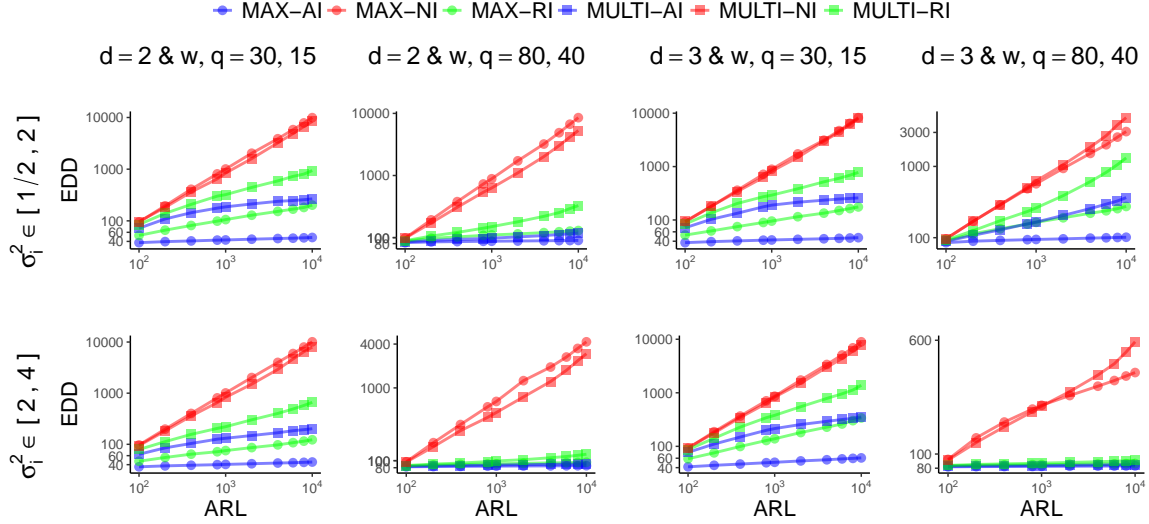 MAX−AI MAX−NI MAX−RI MULTI−AI MULTI−NI MULTI−RI
d = 2 & w, q = 30, 15
d = 2 & w, q = 80, 40
d = 3 & w, q = 30, 15
d = 3 & w, q = 80, 40
σ²ᵢ ∈ [ 1/2 , 2 ]
EDD
10000
1000
100
60
40
10² 10³ 10⁴
10000
1000
100
10² 10³ 10⁴
10000
1000
100
60
40
10² 10³ 10⁴
3000
1000
100
10² 10³ 10⁴
σ²ᵢ ∈ [ 2 , 4 ]
EDD
10000
1000
100
60
40
10² 10³ 10⁴
ARL
4000
1000
100
80
10² 10³ 10⁴
10000
1000
100
60
40
10² 10³ 10⁴
ARL
600
100
80
10² 10³ 10⁴